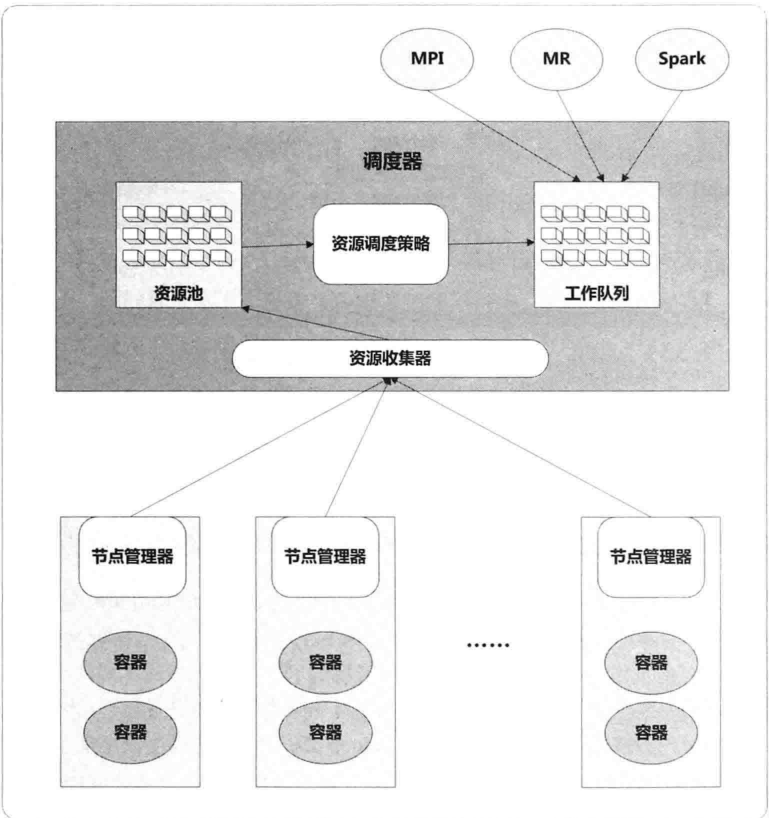 MPI
MR
Spark
调度器
资源调度策略
资源池
工作队列
资源收集器
节点管理器
节点管理器
节点管理器
容器
容器
……
容器
容器
容器
容器